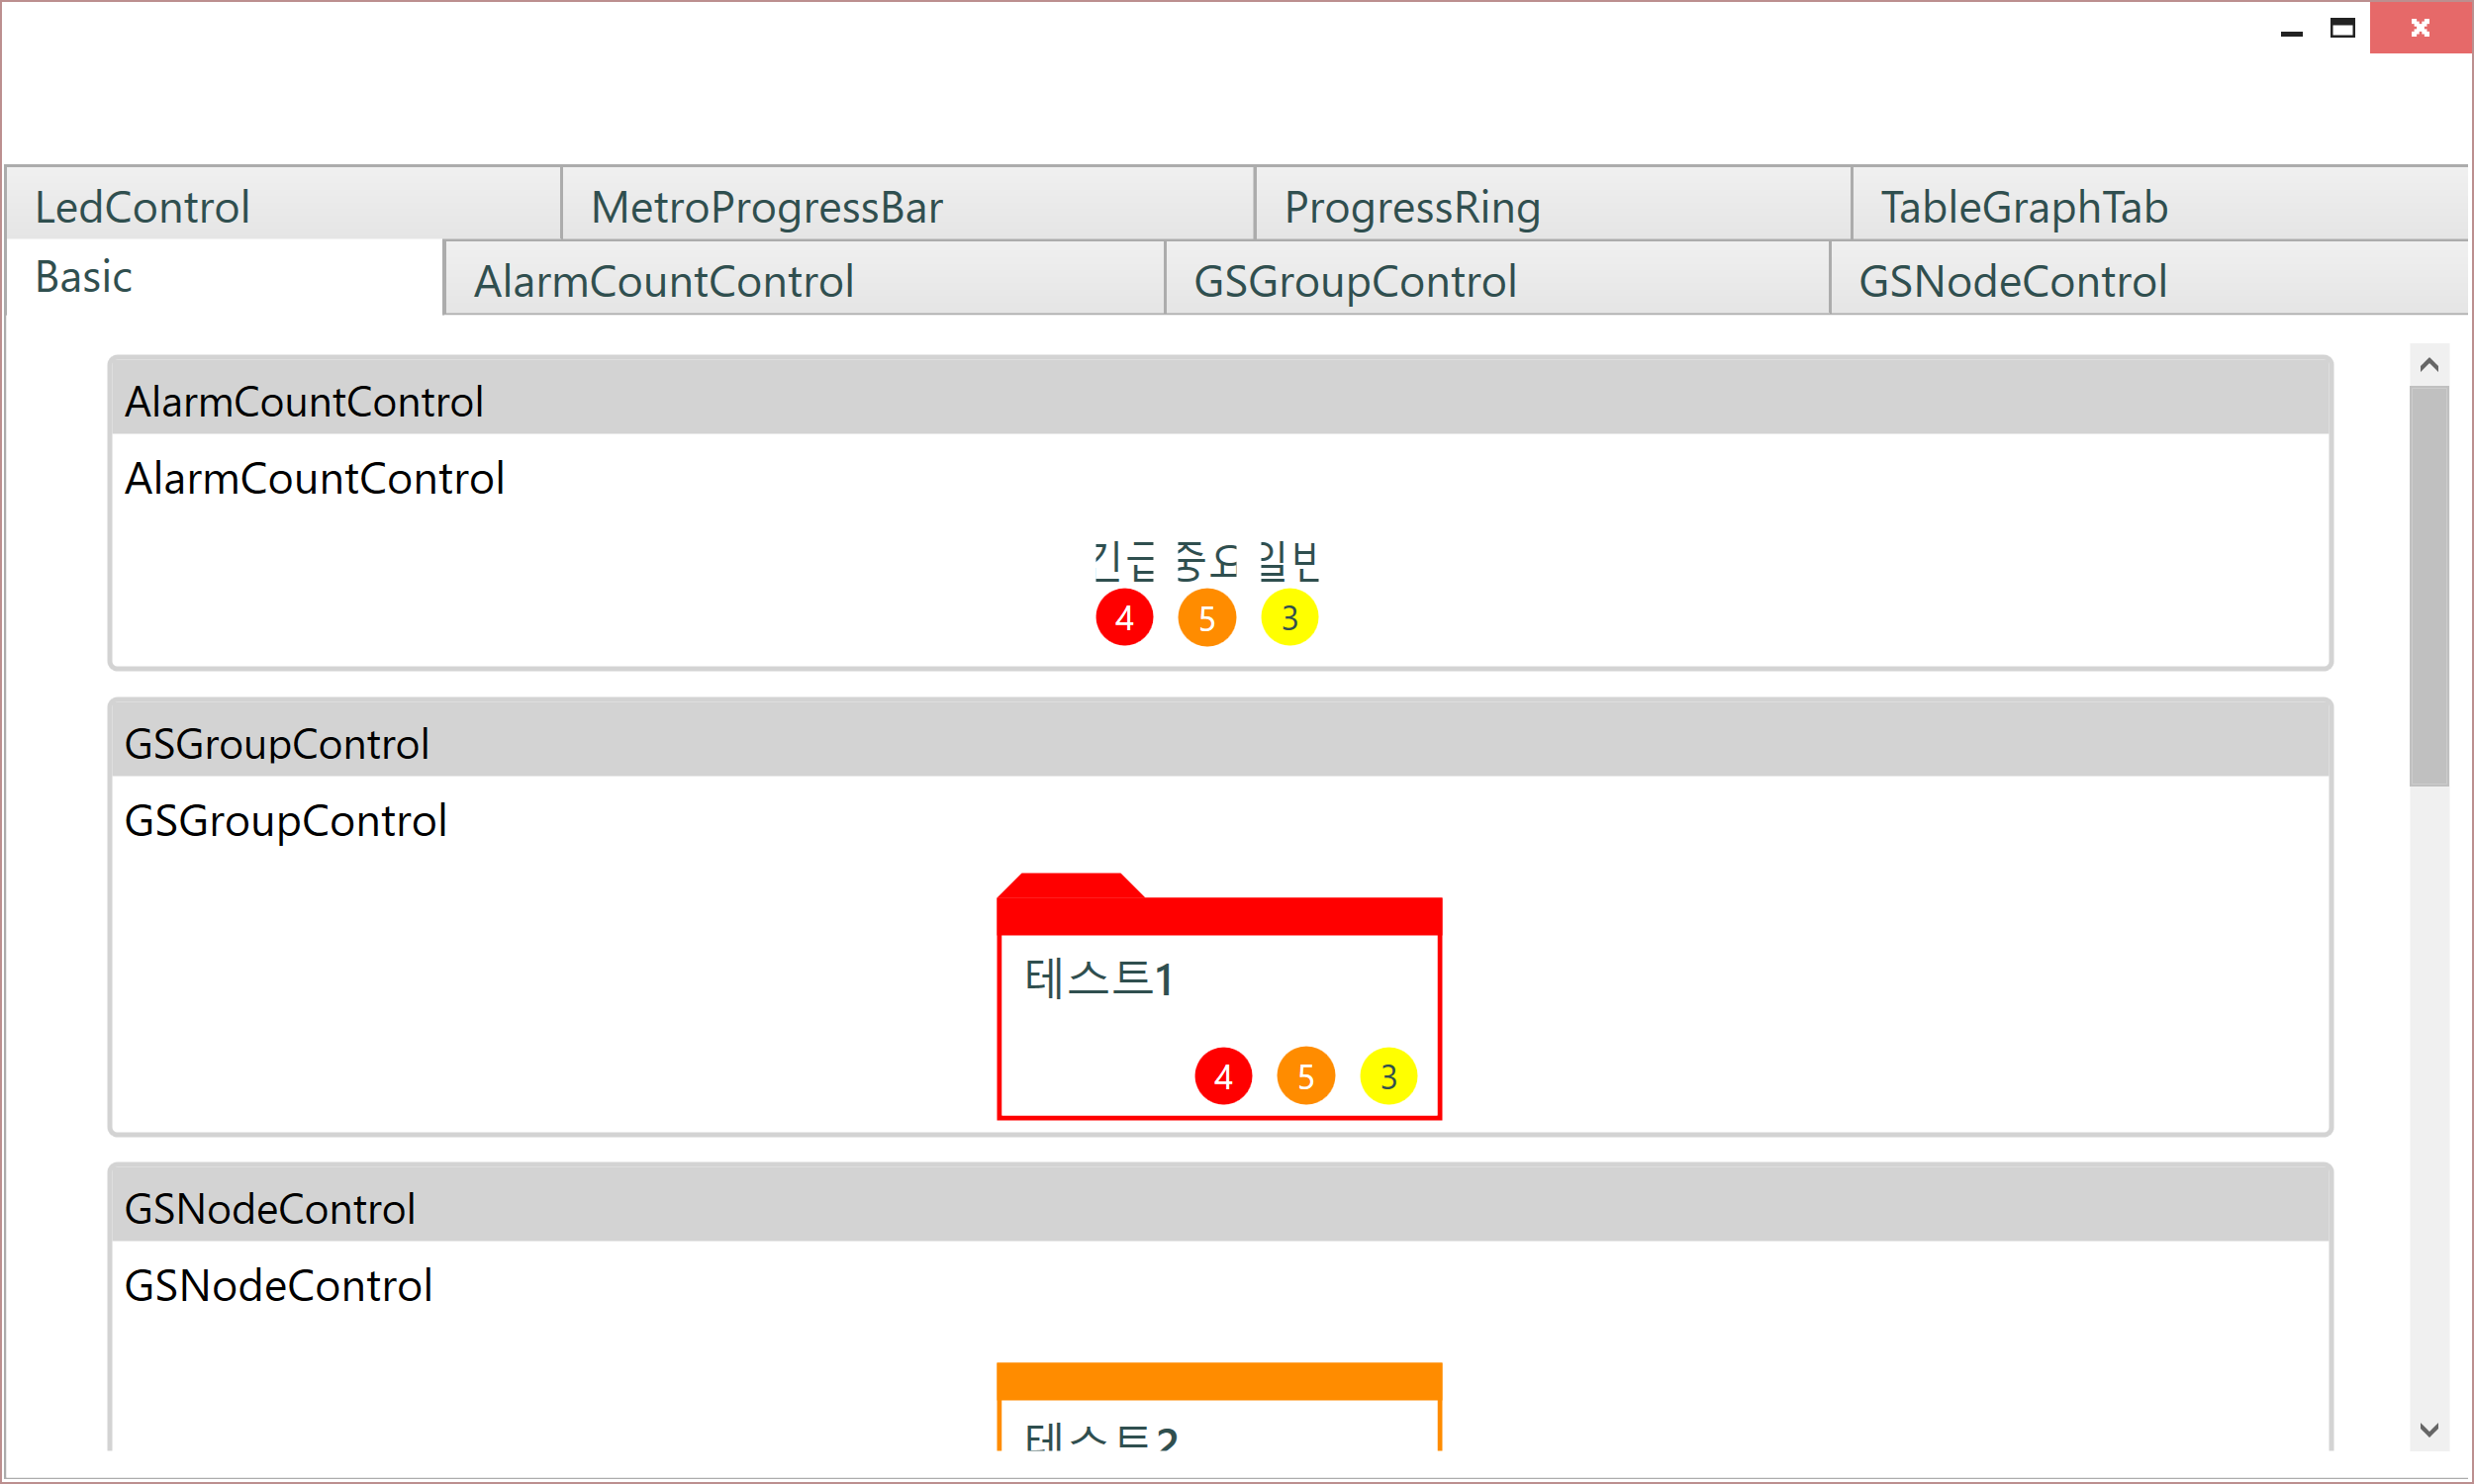 LedControl MetroProgressBar ProgressRing TableGraphTab
Basic AlarmCountControl GSGroupControl GSNodeControl
AlarmCountControl
AlarmCountControl
긴급 중요 일반
4 5 3
GSGroupControl
GSGroupControl
테스트1
4 5 3
GSNodeControl
GSNodeControl
테스트2